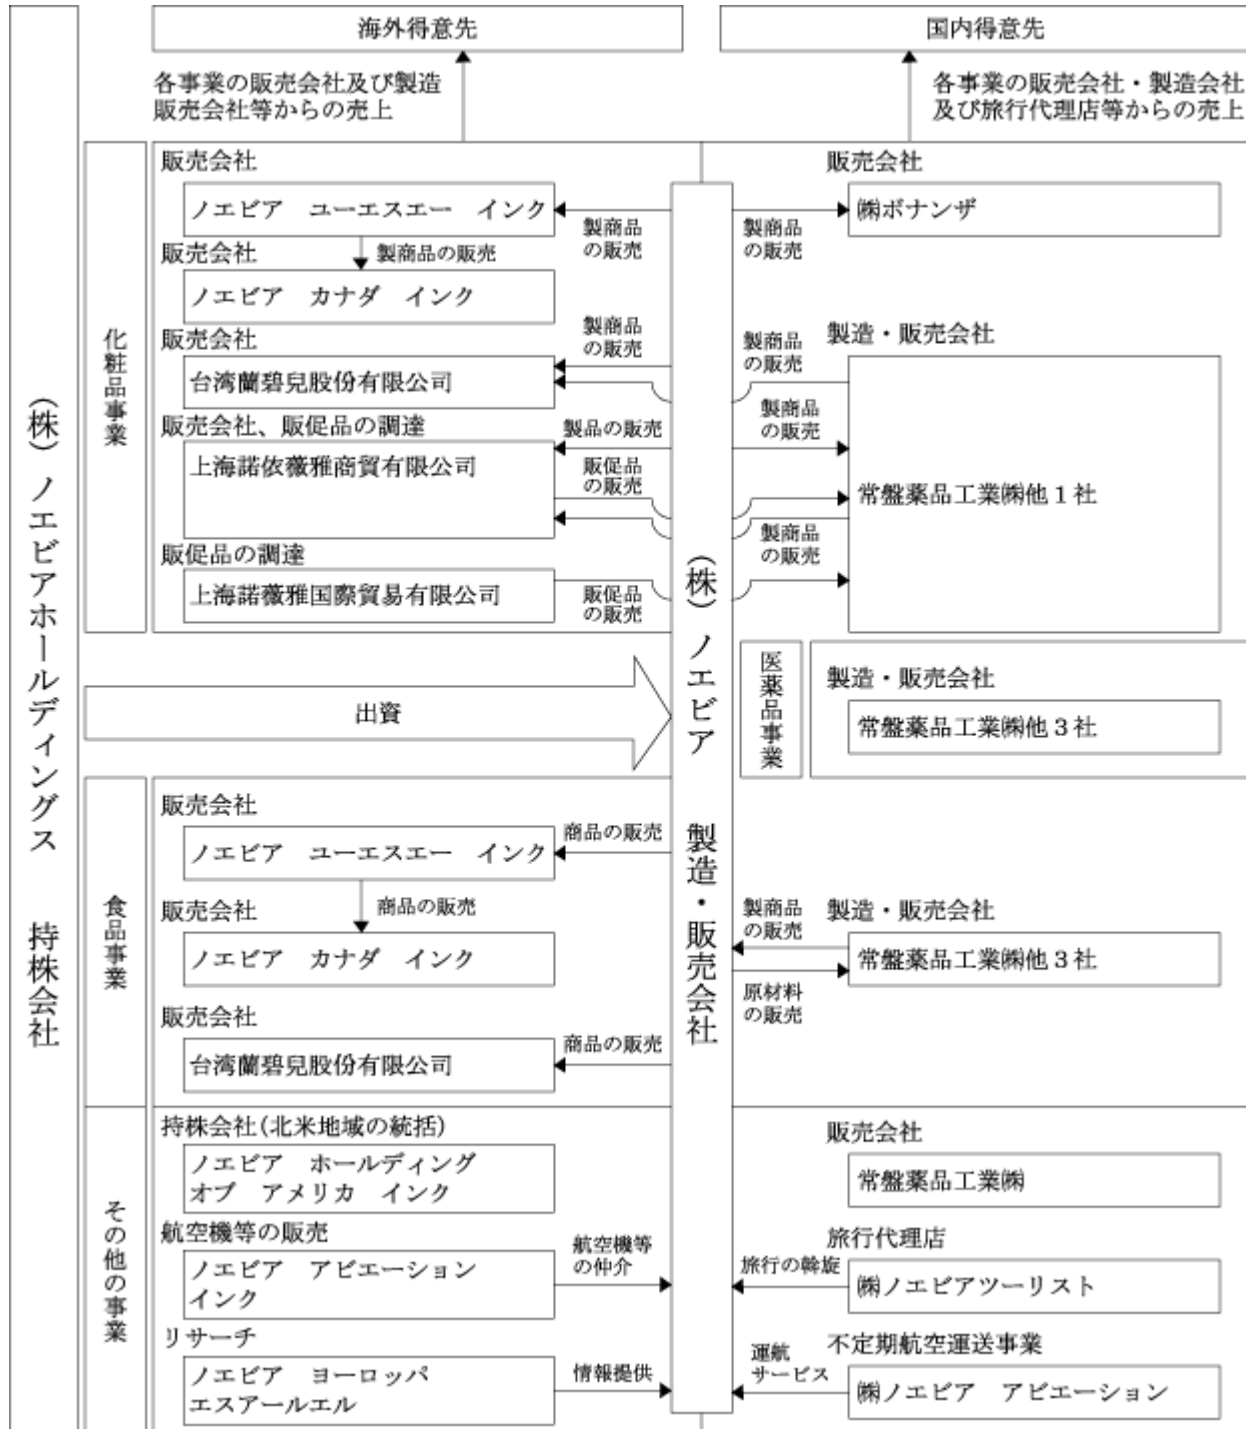 海外得意先
国内得意先
各事業の販売会社及び製造
販売会社等からの売上
各事業の販売会社・製造会社
及び旅行代理店等からの売上
(株)ノエビアホールディングス　持株会社
化粧品事業
販売会社
ノエビア　ユーエスエー　インク
製商品
の販売
販売会社
製商品の販売
ノエビア　カナダ　インク
販売会社
製商品
の販売
台湾蘭碧兒股份有限公司
販売会社、販促品の調達
製品の販売
上海諾依薇雅商貿有限公司
販促品
の販売
販促品の調達
上海諾薇雅国際貿易有限公司
販促品
の販売
(株)ノエビア　製造・販売会社
販売会社
㈱ボナンザ
製商品
の販売
製造・販売会社
製商品
の販売
製商品
の販売
常盤薬品工業㈱他１社
製商品
の販売
出資
医薬品事業
製造・販売会社
常盤薬品工業㈱他３社
食品事業
販売会社
商品の販売
ノエビア　ユーエスエー　インク
販売会社
商品の販売
ノエビア　カナダ　インク
販売会社
商品の販売
台湾蘭碧兒股份有限公司
製商品
の販売
製造・販売会社
常盤薬品工業㈱他３社
原材料
の販売
その他の事業
持株会社(北米地域の統括)
ノエビア　ホールディング
オブ　アメリカ　インク
航空機等の販売
ノエビア　アビエーション
インク
航空機等
の仲介
リサーチ
ノエビア　ヨーロッパ
エスアールエル
情報提供
販売会社
常盤薬品工業㈱
旅行代理店
旅行の斡旋
㈱ノエビアツーリスト
不定期航空運送事業
運航
サービス
㈱ノエビア　アビエーション